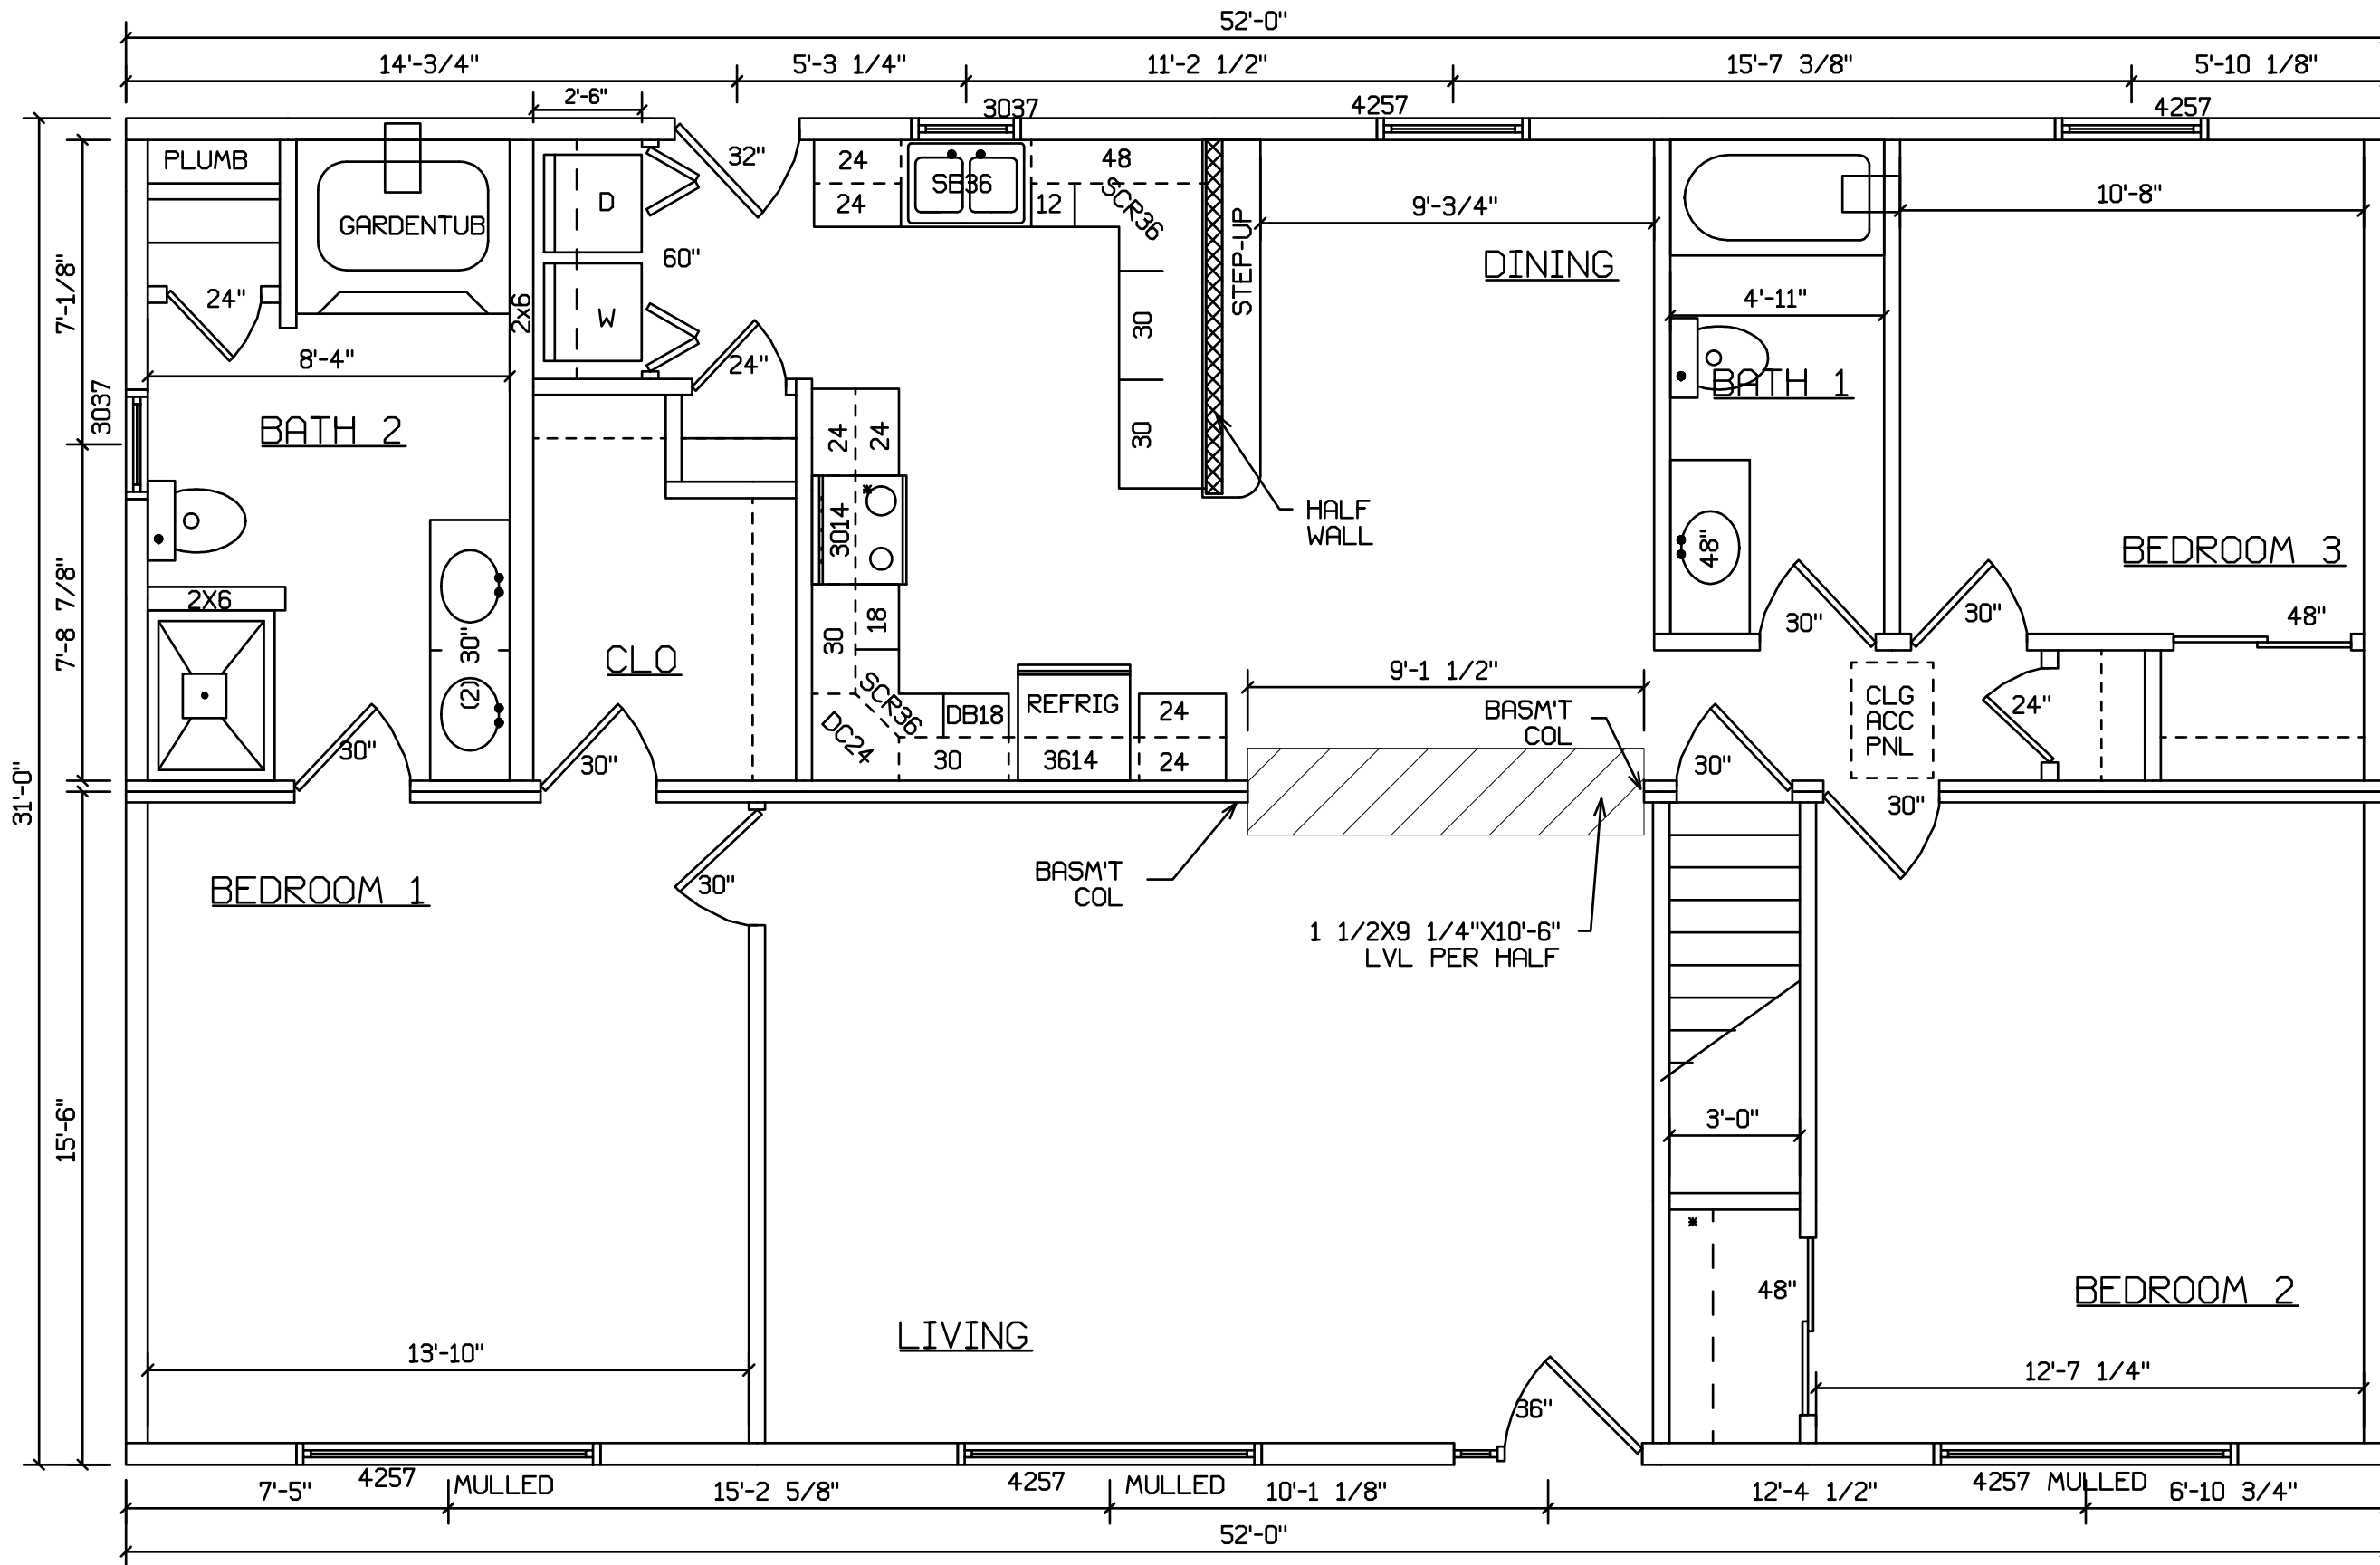 52'-0"
14'-3/4" 5'-3 1/4" 11'-2 1/2" 15'-7 3/8" 5'-10 1/8"
2'-6" 3037 4257 4257
PLUMB 32" 24 48
SB36
D 24 12 SCR36 9'-3/4" 10'-8"
GARDENTUB
STEP-UP
60" DINING
7'-1/8"
24" 2x6 W 30 4'-11"
8'-4" 24"
3037 BATH 1
BATH 2 24 24 30
3014 HALF
WALL
48" BEDROOM 3
2X6 18 30" 30" 48"
7'-8 7/8"
(2) 30" CLO 30
9'-1 1/2"
SCR36 DB18 REFRIG 24 BASM'T
COL
CLG
ACC
PNL
24"
DC24
30" 30" 30 3614 24 30"
31'-0"
30"
BEDROOM 1 30" BASM'T
COL
1 1/2X9 1/4"X10'-6"
LVL PER HALF
15'-6" 3'-0"
48" BEDROOM 2
LIVING
13'-10" 12'-7 1/4"
36"
4257 MULLED 4257 MULLED 4257 MULLED
7'-5" 15'-2 5/8" 10'-1 1/8" 12'-4 1/2" 6'-10 3/4"
52'-0"